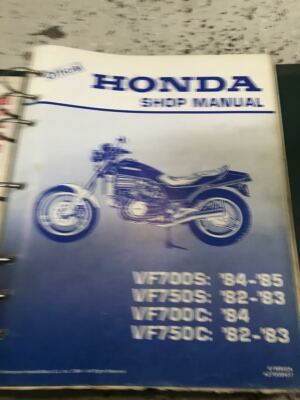 Official
HONDA
SHOP MANUAL
VF700S: '84-'85
VF750S: '82-'83
VF700C: '84
VF750C: '82-'83